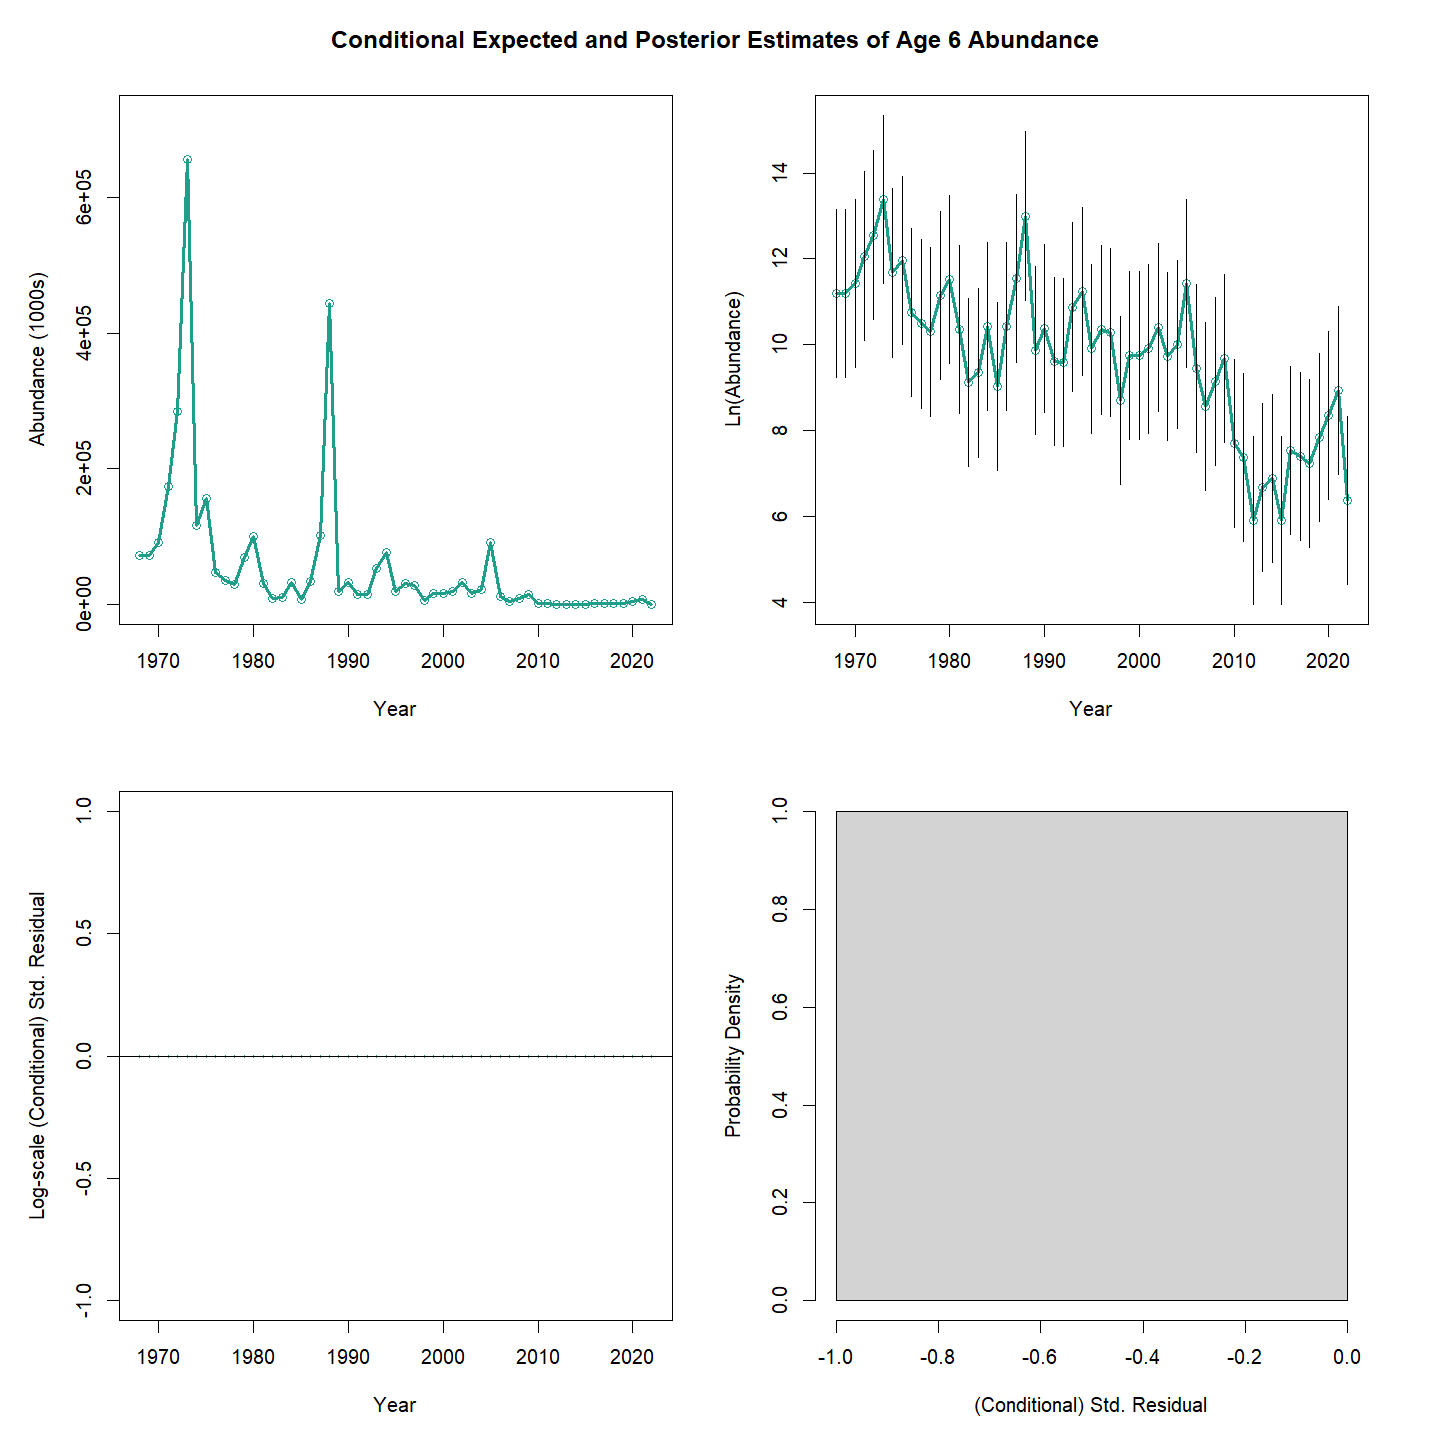 Conditional Expected and Posterior Estimates of Age 6 Abundance
Abundance (1000s)
6e+05
4e+05
2e+05
0e+00
1970 1980 1990 2000 2010 2020
Year
Ln(Abundance)
14
12
10
8
6
4
1970 1980 1990 2000 2010 2020
Year
Log-scale (Conditional) Std. Residual
1.0
0.5
0.0
-0.5
-1.0
1970 1980 1990 2000 2010 2020
Year
Probability Density
1.0
0.8
0.6
0.4
0.2
0.0
-1.0 -0.8 -0.6 -0.4 -0.2 0.0
(Conditional) Std. Residual